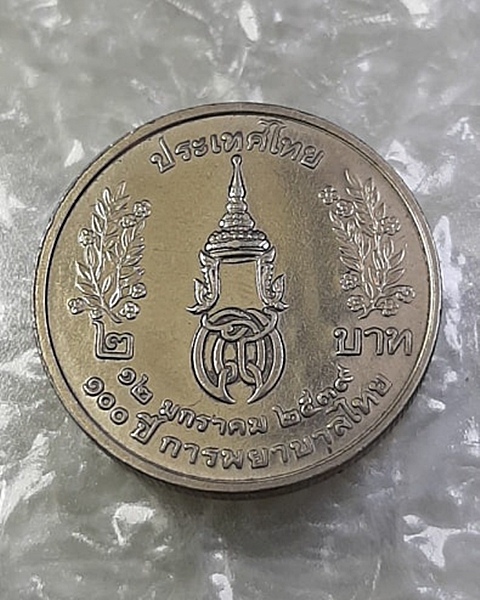 ประเทศไทย
๒ บาท
๑๒ มกราคม ๒๕๓๙
๑๐๐ ปี การพยาบาลไทย